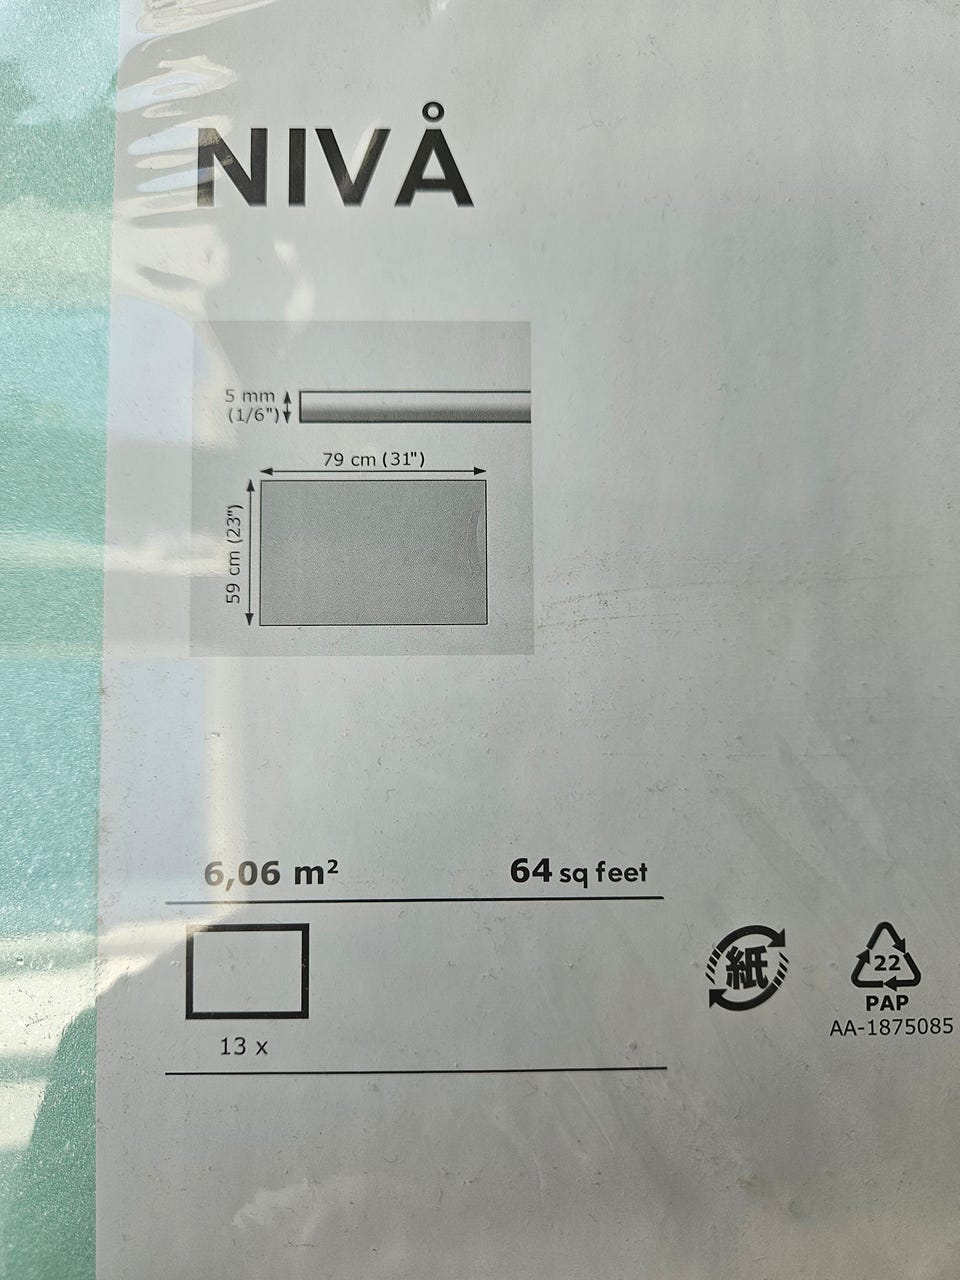 NIVÅ
5 mm
(1/6")
79 cm (31")
59 cm (23")
6,06 m²
64 sq feet
13 x
紙
22
PAP
AA-1875085